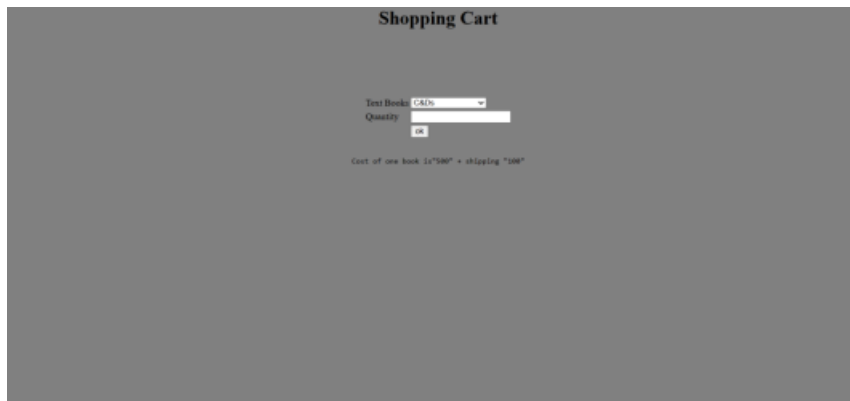 Shopping Cart
Text Books C&Ds
Quantity
ok
Cost of one book is"500" + shipping "100"